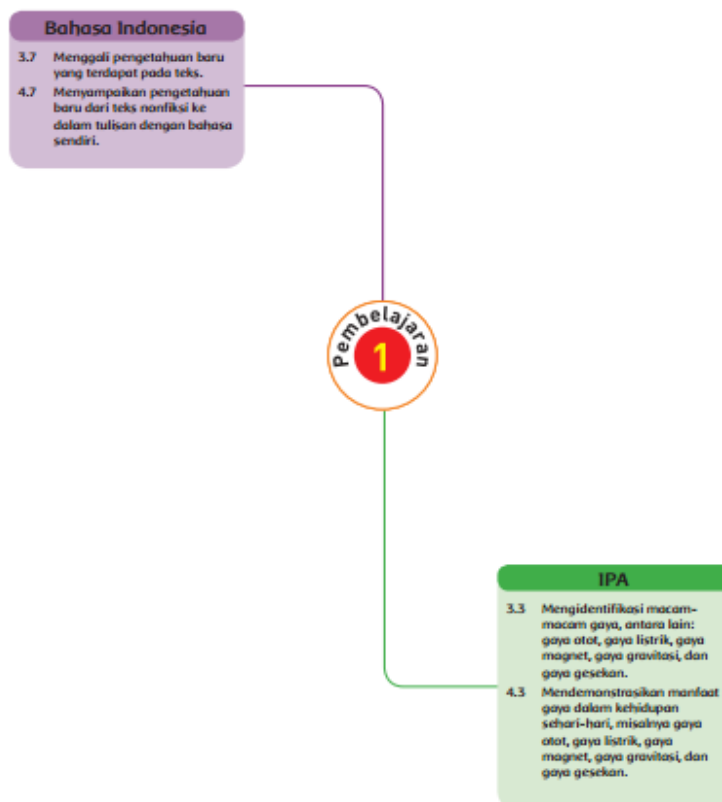 Bahasa Indonesia
3.7 Menggali pengetahuan baru
yang terdapat pada teks.
4.7 Menyampaikan pengetahuan
baru dari teks nonfiksi ke
dalam tulisan dengan bahasa
sendiri.
Pembelajaran
1
IPA
3.3 Mengidentifikasi macam-
macam gaya, antara lain:
gaya otot, gaya listrik, gaya
magnet, gaya gravitasi, dan
gaya gesekan.
4.3 Mendemonstrasikan manfaat
gaya dalam kehidupan
sehari-hari, misalnya gaya
otot, gaya listrik, gaya
magnet, gaya gravitasi, dan
gaya gesekan.